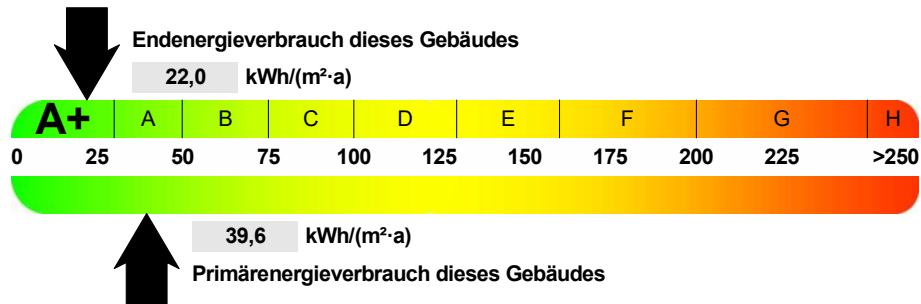 Endenergieverbrauch dieses Gebäudes
22,0 kWh/(m²·a)
A+ A B C D E F G H
0 25 50 75 100 125 150 175 200 225 >250
39,6 kWh/(m²·a)
Primärenergieverbrauch dieses Gebäudes